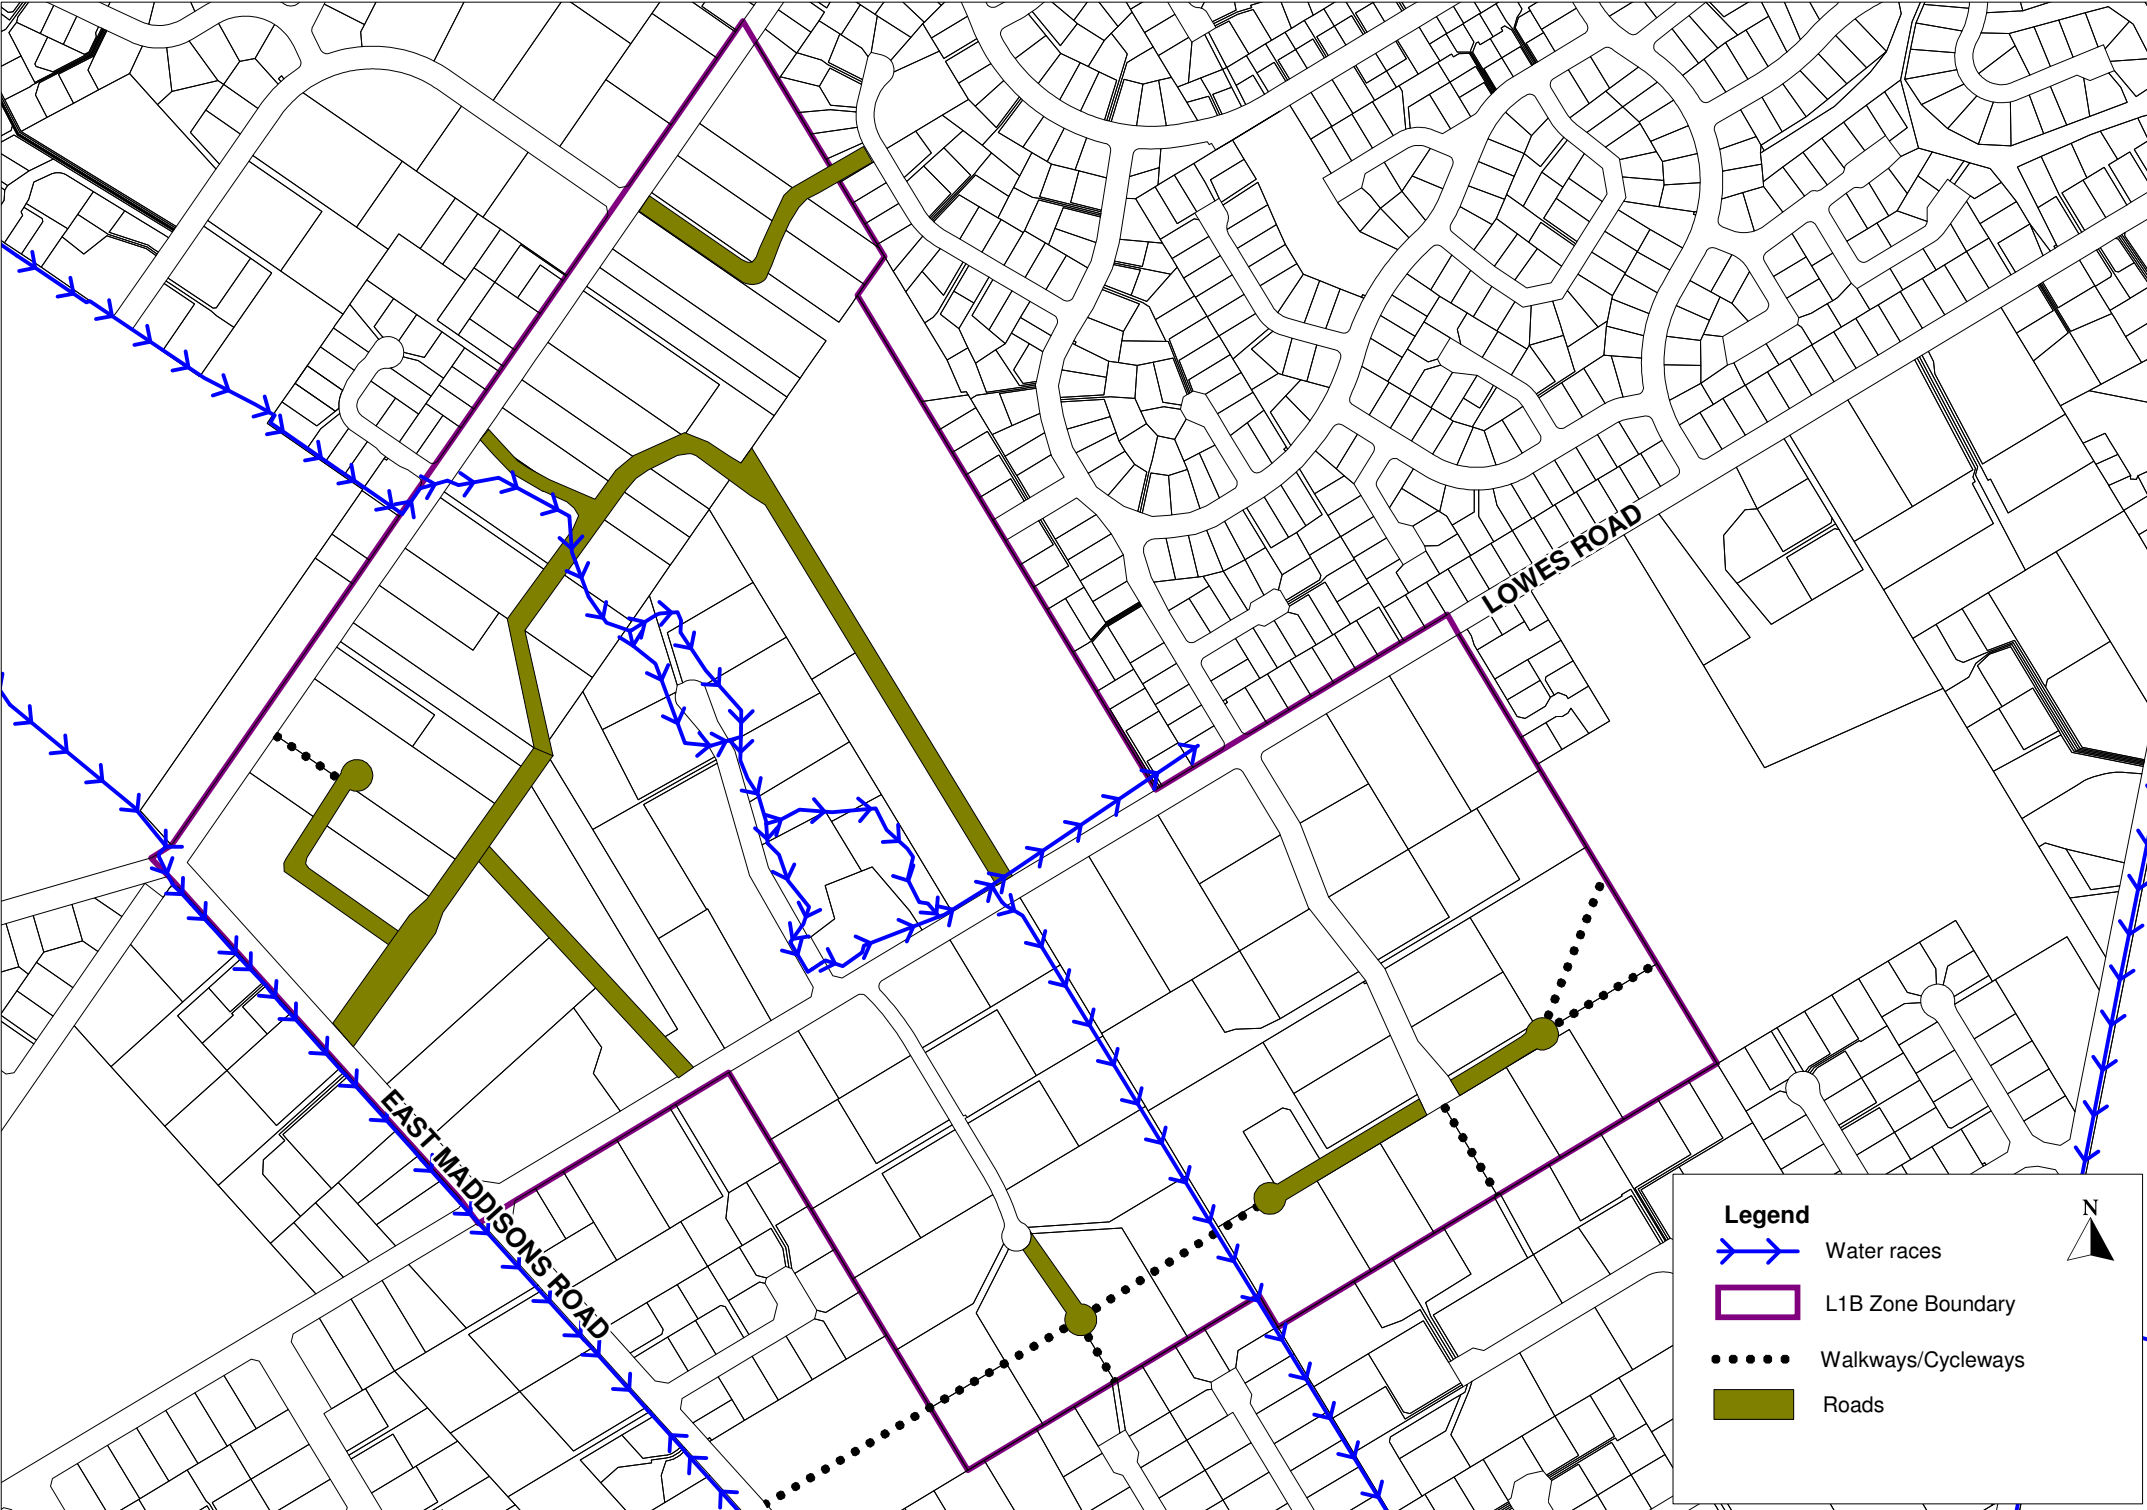 LOWES ROAD
EAST MADDISONS ROAD
Legend
N
Water races
L1B Zone Boundary
Walkways/Cycleways
Roads